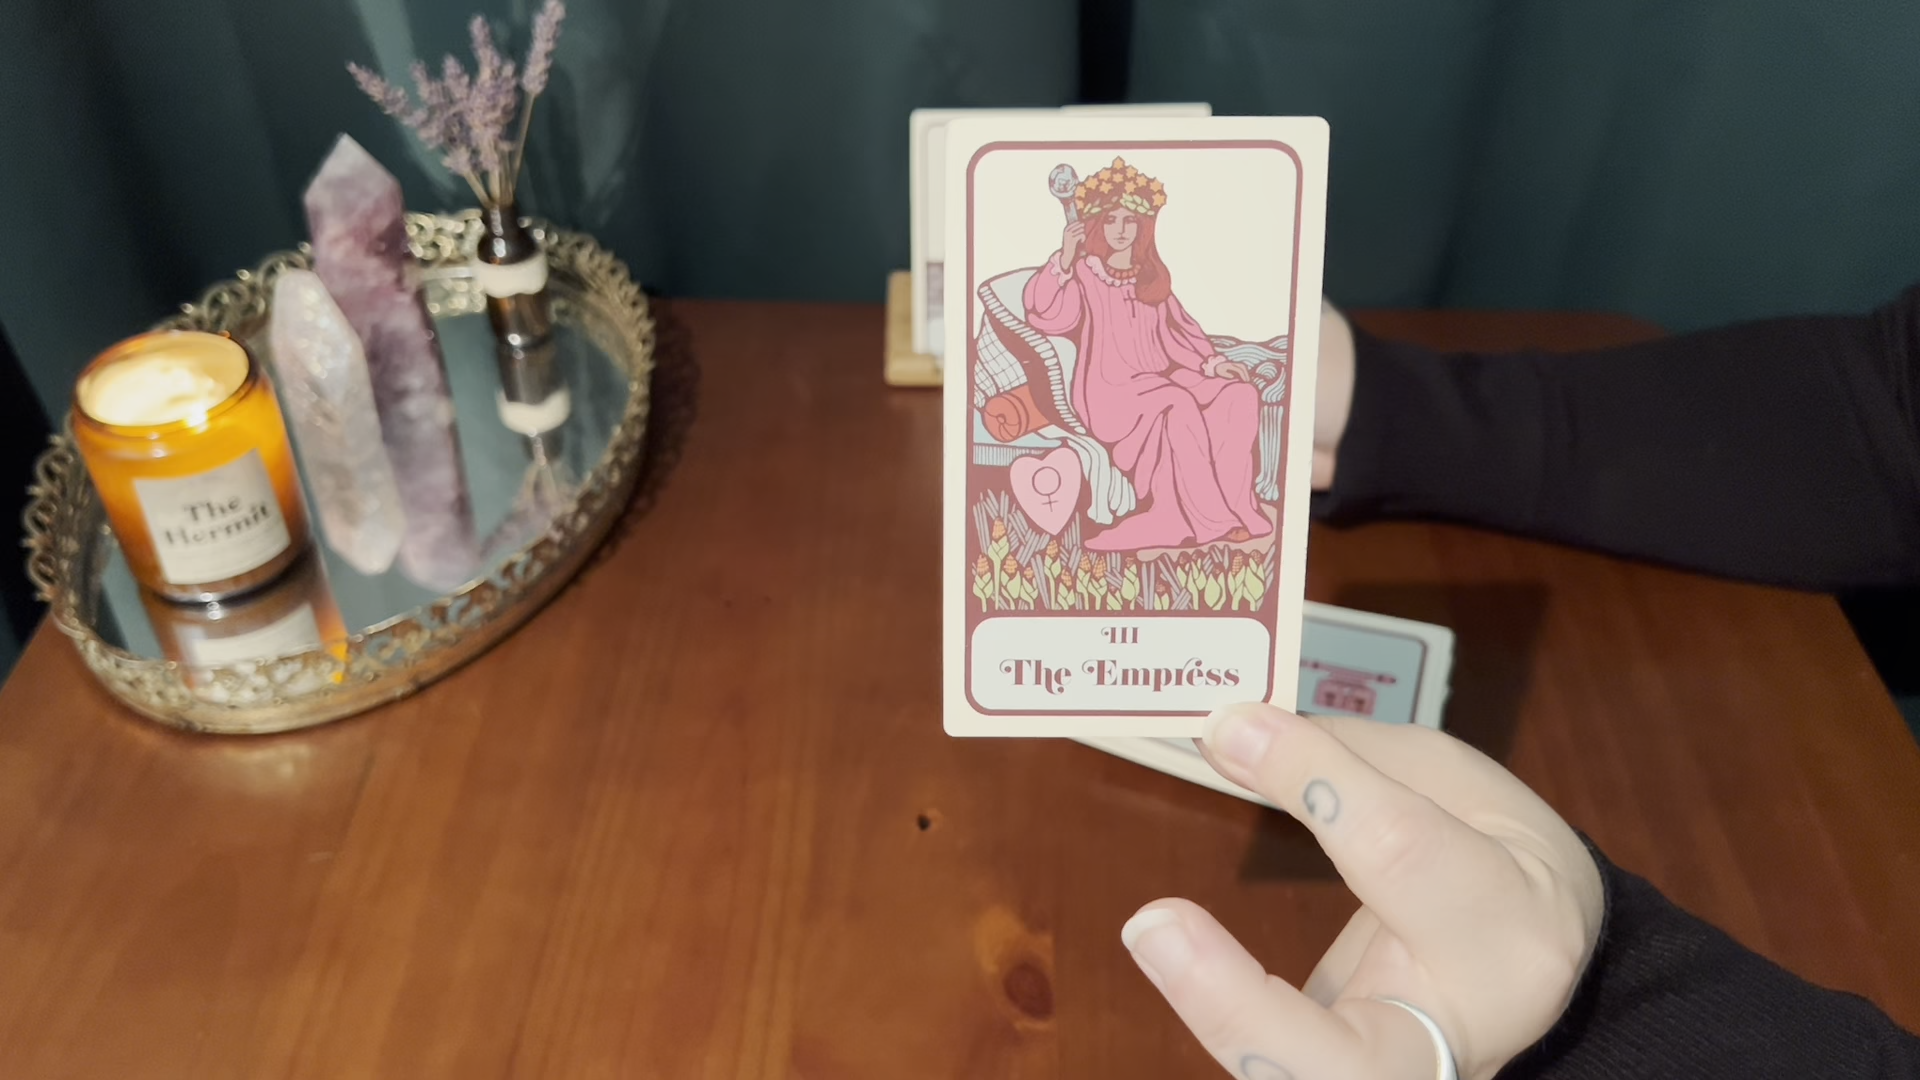 The
Hermit
III
The Empress